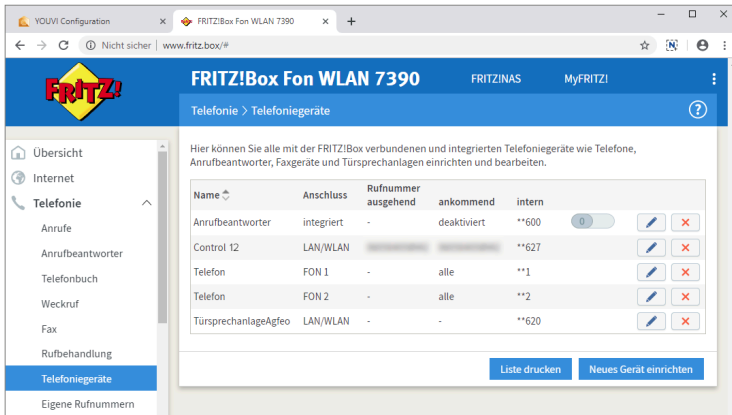 YOUVI Configuration
FRITZ!Box Fon WLAN 7390
Nicht sicher | www.fritz.box/#
FRITZ!
FRITZ!Box Fon WLAN 7390 FRITZ!NAS MyFRITZ!
Telefonie > Telefoniegeräte
Übersicht
Internet
Telefonie
Anrufe
Anrufbeantworter
Telefonbuch
Weckruf
Fax
Rufbehandlung
Telefoniegeräte
Eigene Rufnummern
Hier können Sie alle mit der FRITZ!Box verbundenen und integrierten Telefoniegeräte wie Telefone,
Anrufbeantworter, Faxgeräte und Türsprechanlagen einrichten und bearbeiten.
Name Anschluss Rufnummer ausgehend ankommend intern
Anrufbeantworter integriert - deaktiviert **600 0
Control 12 LAN/WLAN **627
Telefon FON 1 - alle **1
Telefon FON 2 - alle **2
TürsprechanlageAgfeo LAN/WLAN - - **620
Liste drucken Neues Gerät einrichten